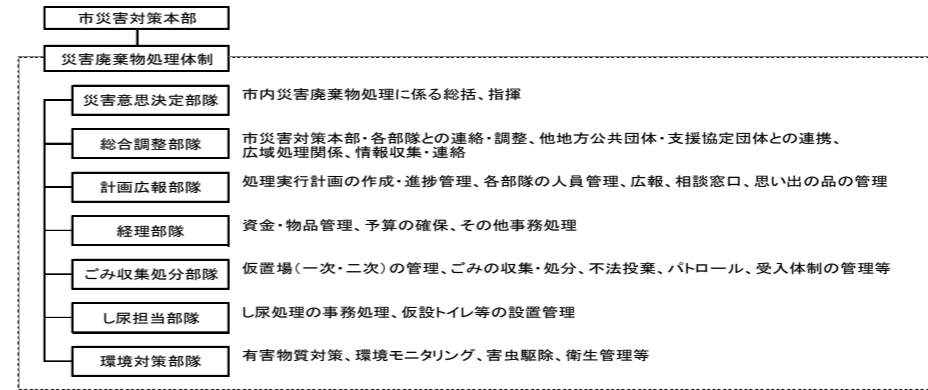 市災害対策本部
災害廃棄物処理体制
災害意思決定部隊
市内災害廃棄物処理に係る総括、指揮
総合調整部隊
市災害対策本部・各部隊との連絡・調整、他地方公共団体・支援協定団体との連携、
広域処理関係、情報収集・連絡
計画広報部隊
処理実行計画の作成・進捗管理、各部隊の人員管理、広報、相談窓口、思い出の品の管理
経理部隊
資金・物品管理、予算の確保、その他事務処理
ごみ収集処分部隊
仮置場（一次・二次）の管理、ごみの収集・処分、不法投棄、パトロール、受入体制の管理等
し尿担当部隊
し尿処理の事務処理、仮設トイレ等の設置管理
環境対策部隊
有害物質対策、環境モニタリング、害虫駆除、衛生管理等